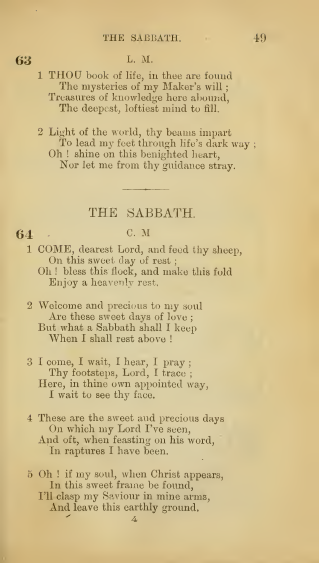 THE SABBATH. 49
63 L. M.
1 THOU book of life, in thee are found
The mysteries of my Maker's will ;
Treasures of knowledge here abound,
The deepest, loftiest mind to fill.
2 Light of the world, thy beams impart
To lead my feet through life's dark way ;
Oh ! shine on this benighted heart,
Nor let me from thy guidance stray.
THE SABBATH.
64 C. M
1 COME, dearest Lord, and feed thy sheep,
On this sweet day of rest ;
Oh ! bless this flock, and make this fold
Enjoy a heavenly rest.
2 Welcome and precious to my soul
Are these sweet days of love ;
But what a Sabbath shall I keep
When I shall rest above !
3 I come, I wait, I hear, I pray ;
Thy footsteps, Lord, I trace ;
Here, in thine own appointed way,
I wait to see thy face.
4 These are the sweet and precious days
On which my Lord I've seen,
And oft, when feasting on his word,
In raptures I have been.
5 Oh ! if my soul, when Christ appears,
In this sweet frame be found,
I'll clasp my Saviour in mine arms,
And leave this earthly ground.
4